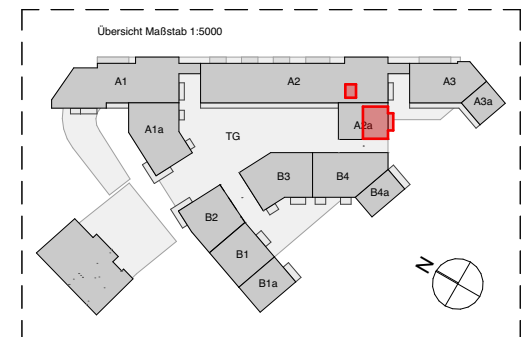 Übersicht Maßstab 1:5000
A1
A2
A3
A3a
A1a
TG
A2a
B3
B4
B4a
B2
B1
B1a
N